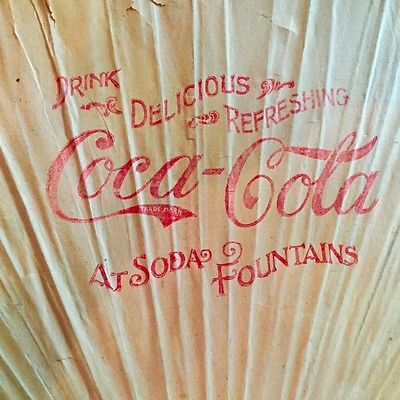 DRINK
DELICIOUS
REFRESHING
Coca-Cola
TRADE MARK
AT SODA FOUNTAINS